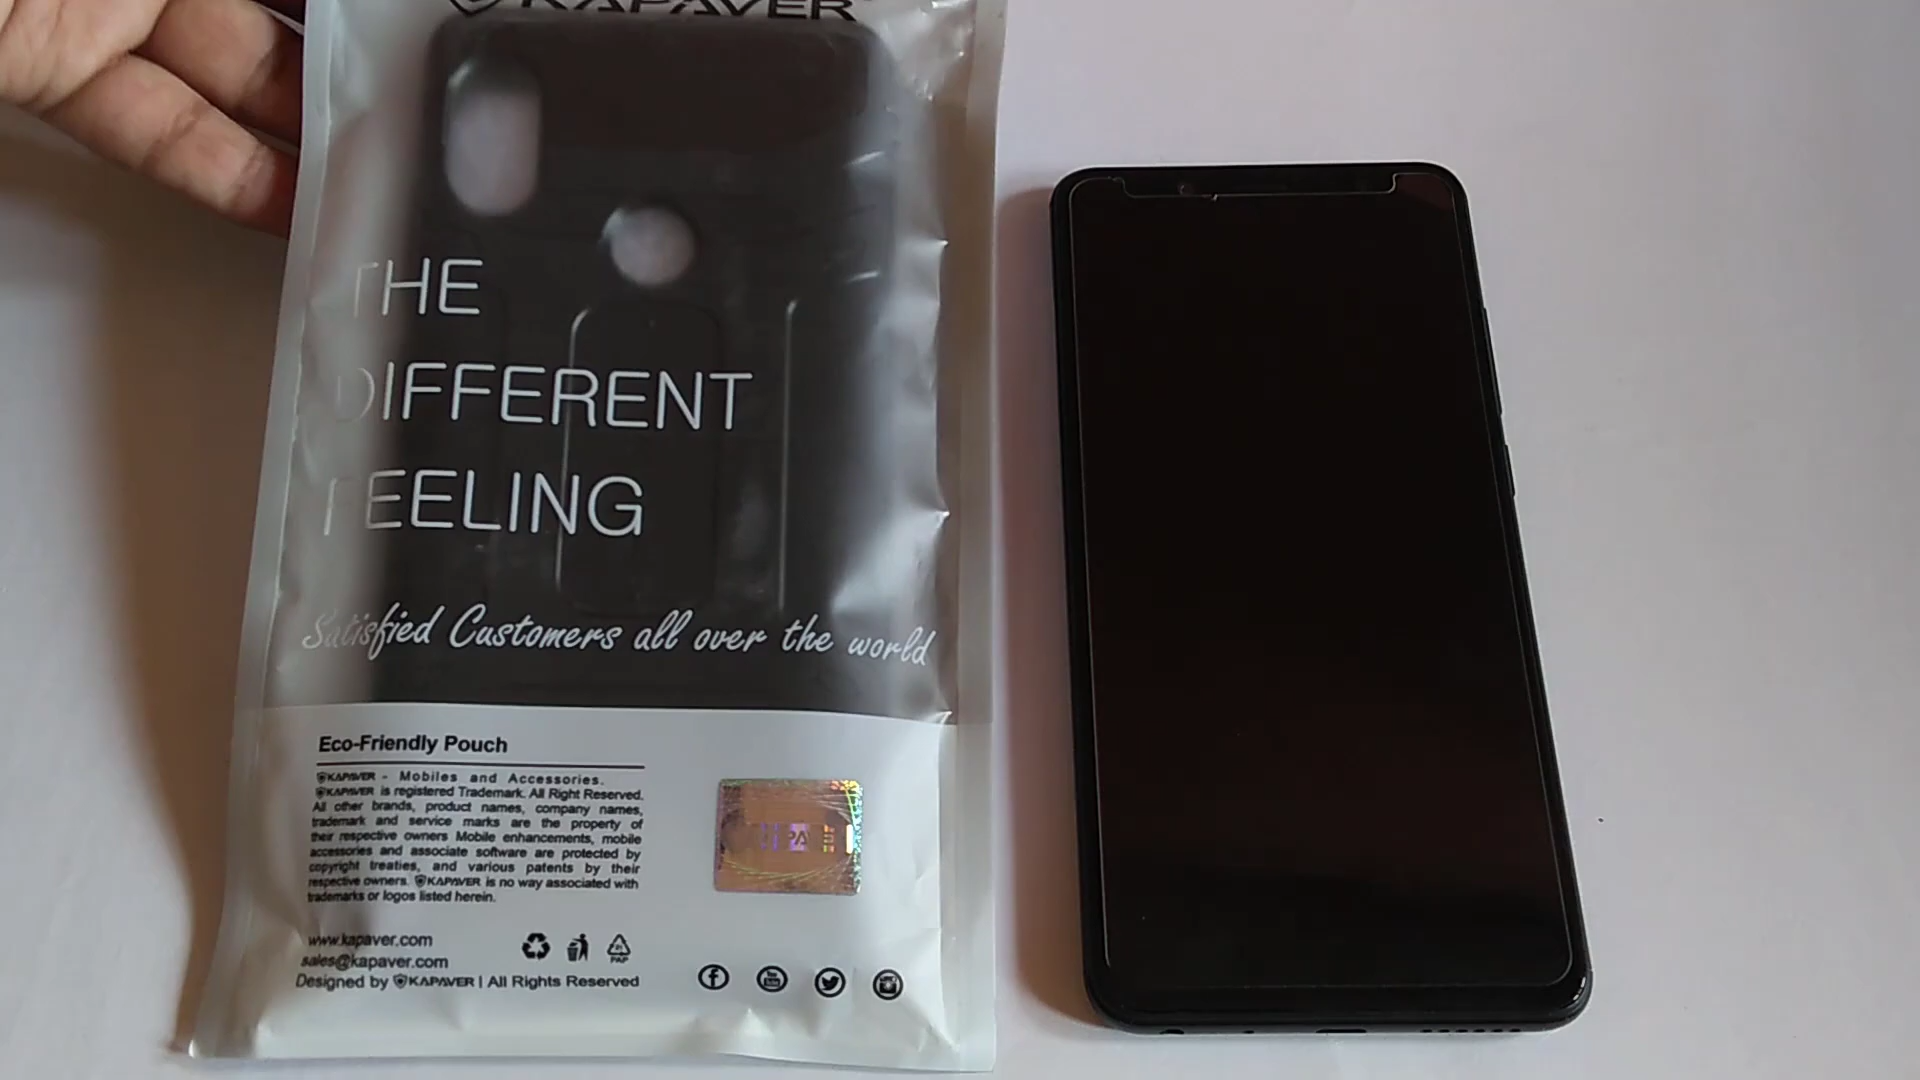 KAPAVER
THE
DIFFERENT
FEELING
Satisfied Customers all over the world
Eco-Friendly Pouch
KAPAVER - Mobiles and Accessories.
KAPAVER is registered Trademark. All Right Reserved.
All other brands, product names, company names,
trademark and service marks are the property of
their respective owners Mobile enhancements, mobile
accessories and associate software are protected by
copyright treaties, and various patents by their
respective owners. KAPAVER is no way associated with
trademarks or logos listed herein.
www.kapaver.com
sales@kapaver.com
Designed by KAPAVER | All Rights Reserved
PAP